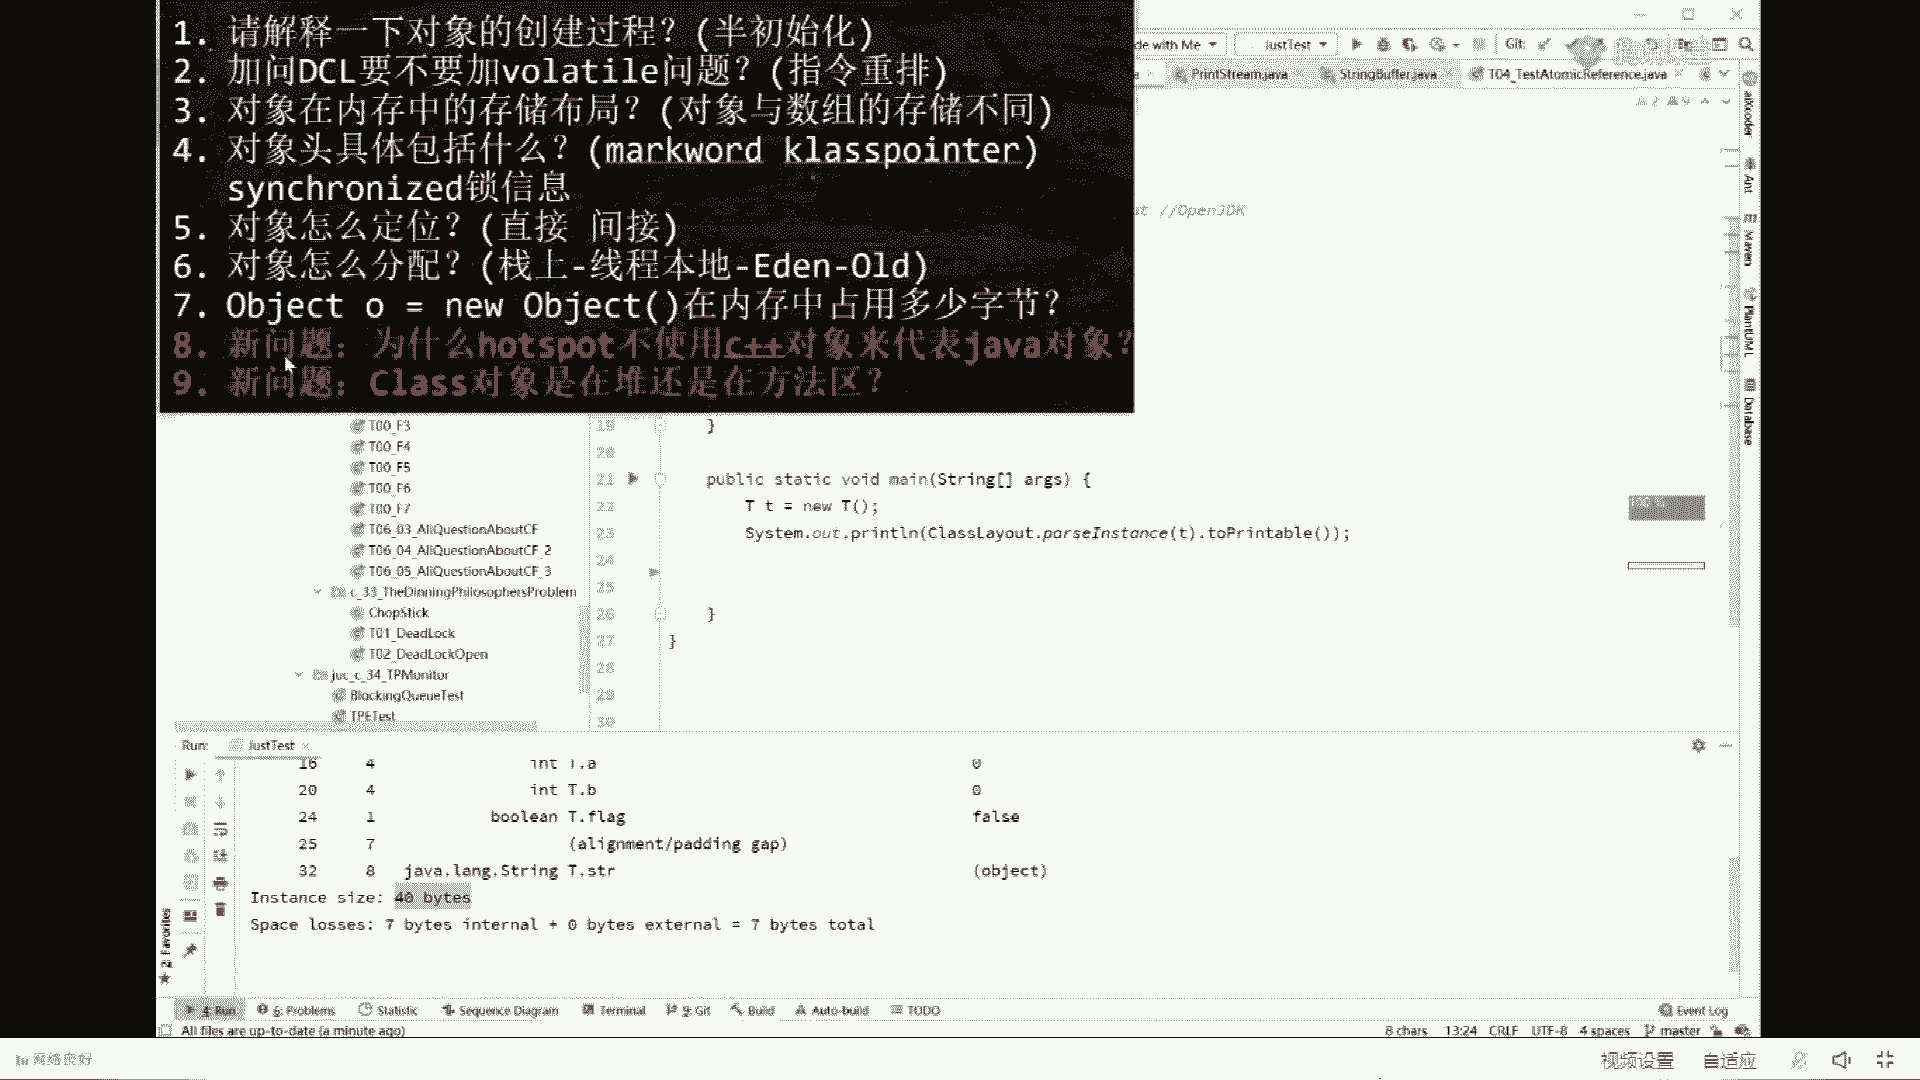 1. 请解释一下对象的创建过程？(半初始化)
2. 加问DCL要不要加volatile问题？(指令重排)
3. 对象在内存中的存储布局？(对象与数组的存储不同)
4. 对象头具体包括什么？(markword klasspointer)
synchronized锁信息
5. 对象怎么定位？(直接 间接)
6. 对象怎么分配？(栈上-线程本地-Eden-Old)
7. Object o = new Object()在内存中占用多少字节？
8. 新问题：为什么hotspot不使用c++对象来代表java对象？
9. 新问题：Class对象是在堆还是在方法区？
de with Me JustTest Git:
PrintStream.java StringBuffer.java T04_TestAtomicReference.java
ut //OpenJDK
aiXcoder
Ant
Maven
PlantUML
Database
T00_F3
T00_F4
T00_F5
T00_F6
T00_F7
T06_03_AliQuestionAboutCF
T06_04_AliQuestionAboutCF_2
T06_05_AliQuestionAboutCF_3
c_33_TheDinningPhilosophersProblem
ChopStick
T01_DeadLock
T02_DeadLockOpen
juc_c_34_TPMonitor
BlockingQueueTest
TPETest
19 }
20
21 public static void main(String[] args) {
22 T t = new T();
23 System.out.println(ClassLayout.parseInstance(t).toPrintable());
24
25
26 }
27 }
28
29
30
100 %
Run: JustTest
16 4 int T.a 0
20 4 int T.b 0
24 1 boolean T.flag false
25 7 (alignment/padding gap)
32 8 java.lang.String T.str (object)
Instance size: 40 bytes
Space losses: 7 bytes internal + 0 bytes external = 7 bytes total
2: Favorites
4: Run 6: Problems Statistic Sequence Diagram Terminal 9: Git Build Auto-build TODO Event Log
All files are up-to-date (a minute ago) 8 chars 13:24 CRLF UTF-8 4 spaces master
网络良好 视频设置 自适应